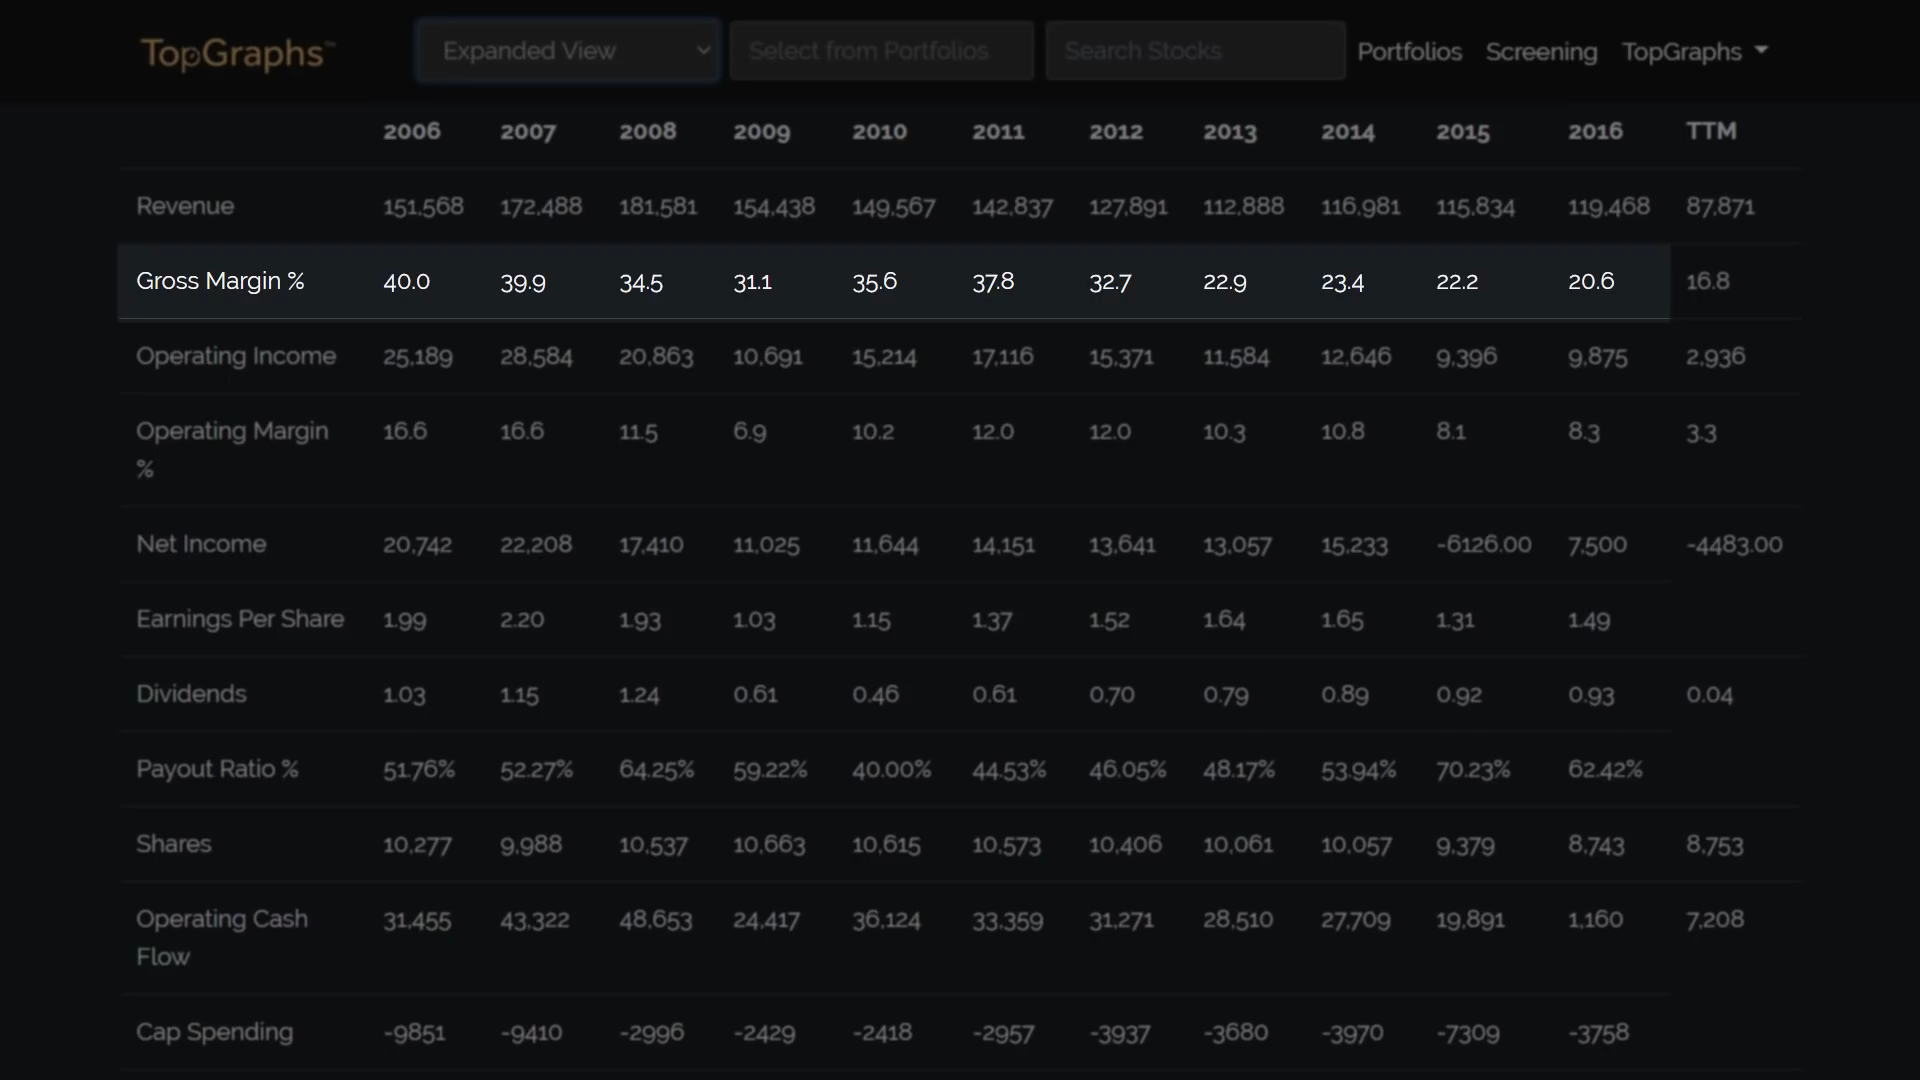 TopGraphs™ Expanded View Select from Portfolios Search Stocks Portfolios Screening TopGraphs
2006 2007 2008 2009 2010 2011 2012 2013 2014 2015 2016 TTM
Revenue 151,568 172,488 181,581 154,438 149,567 142,837 127,891 112,888 116,981 115,834 119,468 87,871
Gross Margin % 40.0 39.9 34.5 31.1 35.6 37.8 32.7 22.9 23.4 22.2 20.6 16.8
Operating Income 25,189 28,584 20,863 10,691 15,214 17,116 15,371 11,584 12,646 9,396 9,875 2,936
Operating Margin 16.6 16.6 11.5 6.9 10.2 12.0 12.0 10.3 10.8 8.1 8.3 3.3
%
Net Income 20,742 22,208 17,410 11,025 11,644 14,151 13,641 13,057 15,233 -6126.00 7,500 -4483.00
Earnings Per Share 1.99 2.20 1.93 1.03 1.15 1.37 1.52 1.64 1.65 1.31 1.49
Dividends 1.03 1.15 1.24 0.61 0.46 0.61 0.70 0.79 0.89 0.92 0.93 0.04
Payout Ratio % 51.76% 52.27% 64.25% 59.22% 40.00% 44.53% 46.05% 48.17% 53.94% 70.23% 62.42%
Shares 10,277 9,988 10,537 10,663 10,615 10,573 10,406 10,061 10,057 9,379 8,743 8,753
Operating Cash 31,455 43,322 48,653 24,417 36,124 33,359 31,271 28,510 27,709 19,891 1,160 7,208
Flow
Cap Spending -9851 -9410 -2996 -2429 -2418 -2957 -3937 -3680 -3970 -7309 -3758